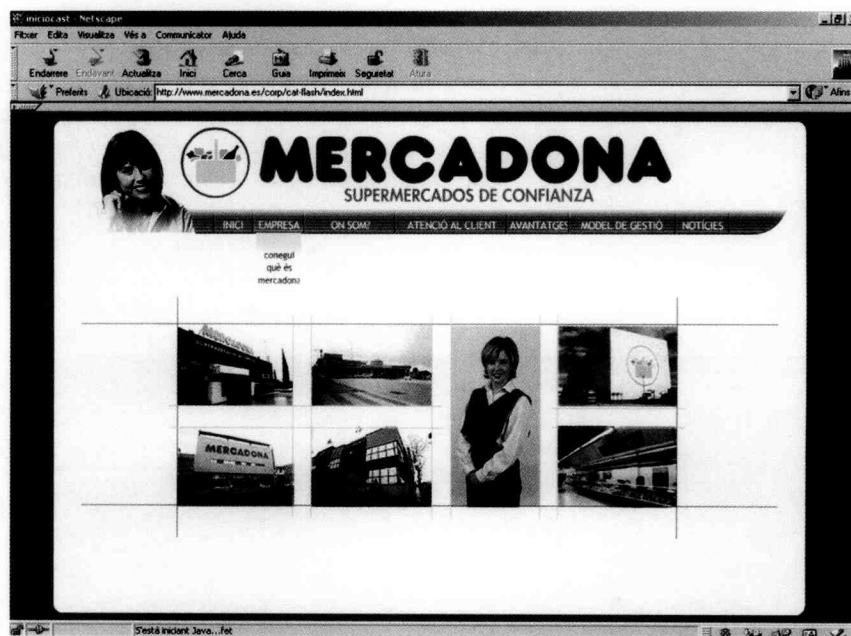 iniciocast - Netscape
Fitxer Edita Visualitza Vés a Communicator Ajuda
Endarrere Endavant Actualitza Inici Cerca Guia Imprimeix Seguretat Atura
Preferits Ubicació: http://www.mercadona.es/corp/cat-flash/index.html Afins
MERCADONA
SUPERMERCADOS DE CONFIANZA
INICI EMPRESA ON SOM? ATENCIÓ AL CLIENT AVANTATGES MODEL DE GESTIÓ NOTÍCIES
conegui
què és
mercadona
MERCADONA
MERCADONA
S'està iniciant Java...fet